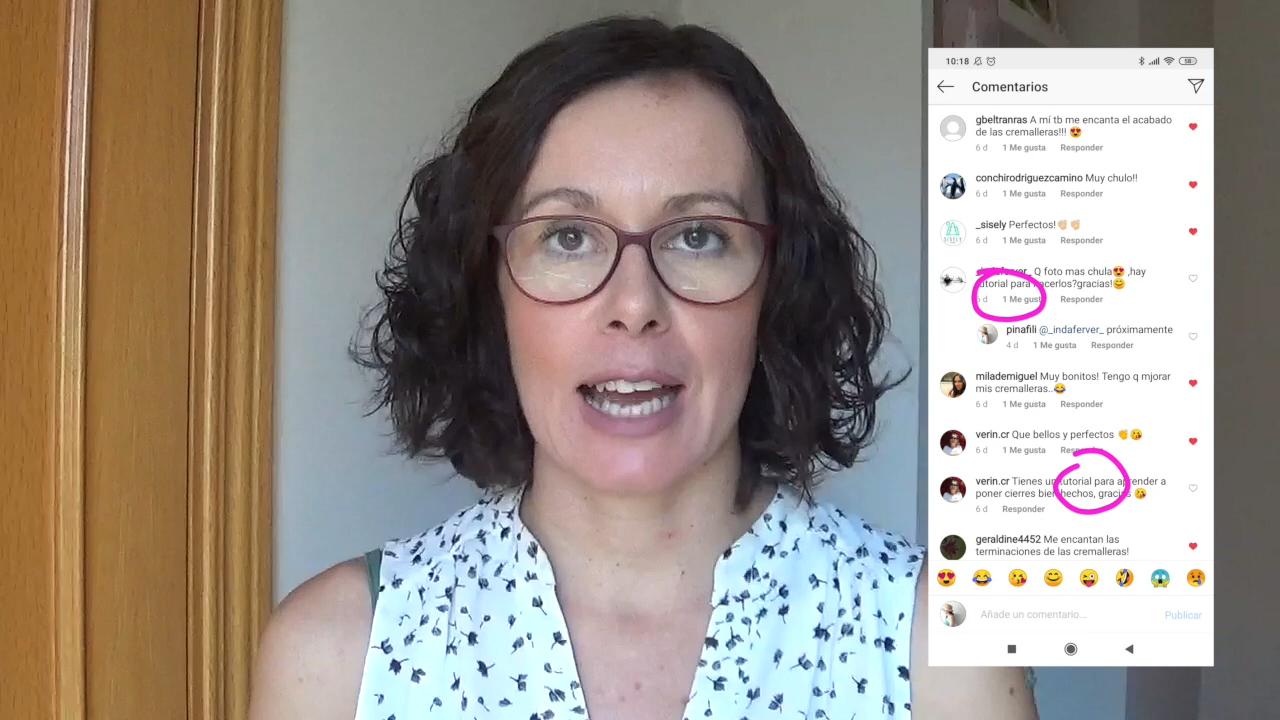 10:18
58
Comentarios
gbeltranras A mí tb me encanta el acabado
de las cremalleras!!! 😍
6 d 1 Me gusta Responder
conchirodriguezcamino Muy chulo!!
6 d 1 Me gusta Responder
_sisely Perfectos!👏🏼👏🏼
6 d 1 Me gusta Responder
Q foto mas chula😍 ,hay
tutorial para hacerlos?gracias!😊
6 d 1 Me gusta Responder
pinafili @_indaferver_ próximamente
4 d 1 Me gusta Responder
milademiguel Muy bonitos! Tengo q mjorar
mis cremalleras..😂
6 d 1 Me gusta Responder
verin.cr Que bellos y perfectos 👏😘
6 d 1 Me gusta Responder
verin.cr Tienes un tutorial para aprender a
poner cierres bien hechos, gracias 😘
6 d Responder
geraldine4452 Me encantan las
terminaciones de las cremalleras!
😍 😂 😘 😊 😜 🤣 😱 😢
Añade un comentario... Publicar